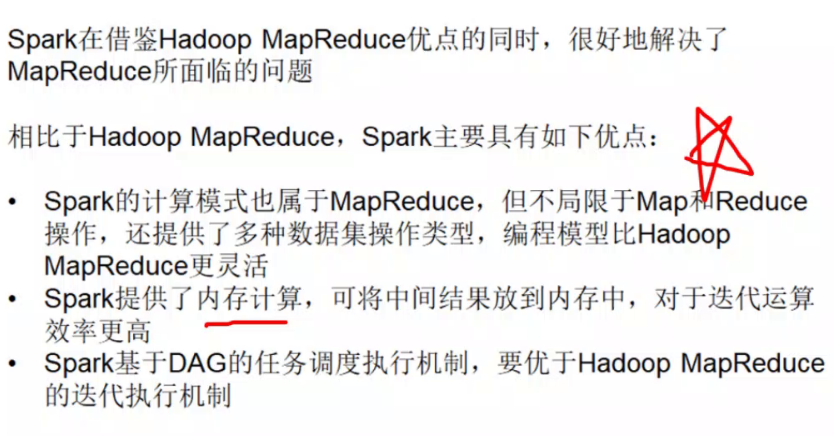 Spark在借鉴Hadoop MapReduce优点的同时，很好地解决了
MapReduce所面临的问题
相比于Hadoop MapReduce，Spark主要具有如下优点：
• Spark的计算模式也属于MapReduce，但不局限于Map和Reduce
操作，还提供了多种数据集操作类型，编程模型比Hadoop
MapReduce更灵活
• Spark提供了内存计算，可将中间结果放到内存中，对于迭代运算
效率更高
• Spark基于DAG的任务调度执行机制，要优于Hadoop MapReduce
的迭代执行机制